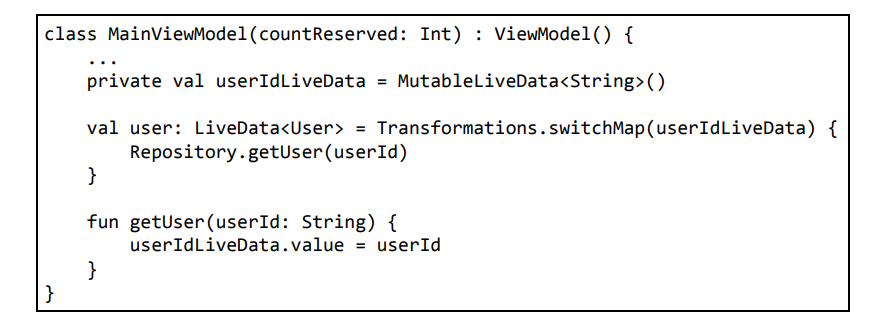 class MainViewModel(countReserved: Int) : ViewModel() {
    ...
    private val userIdLiveData = MutableLiveData<String>()

    val user: LiveData<User> = Transformations.switchMap(userIdLiveData) {
        Repository.getUser(userId)
    }

    fun getUser(userId: String) {
        userIdLiveData.value = userId
    }
}